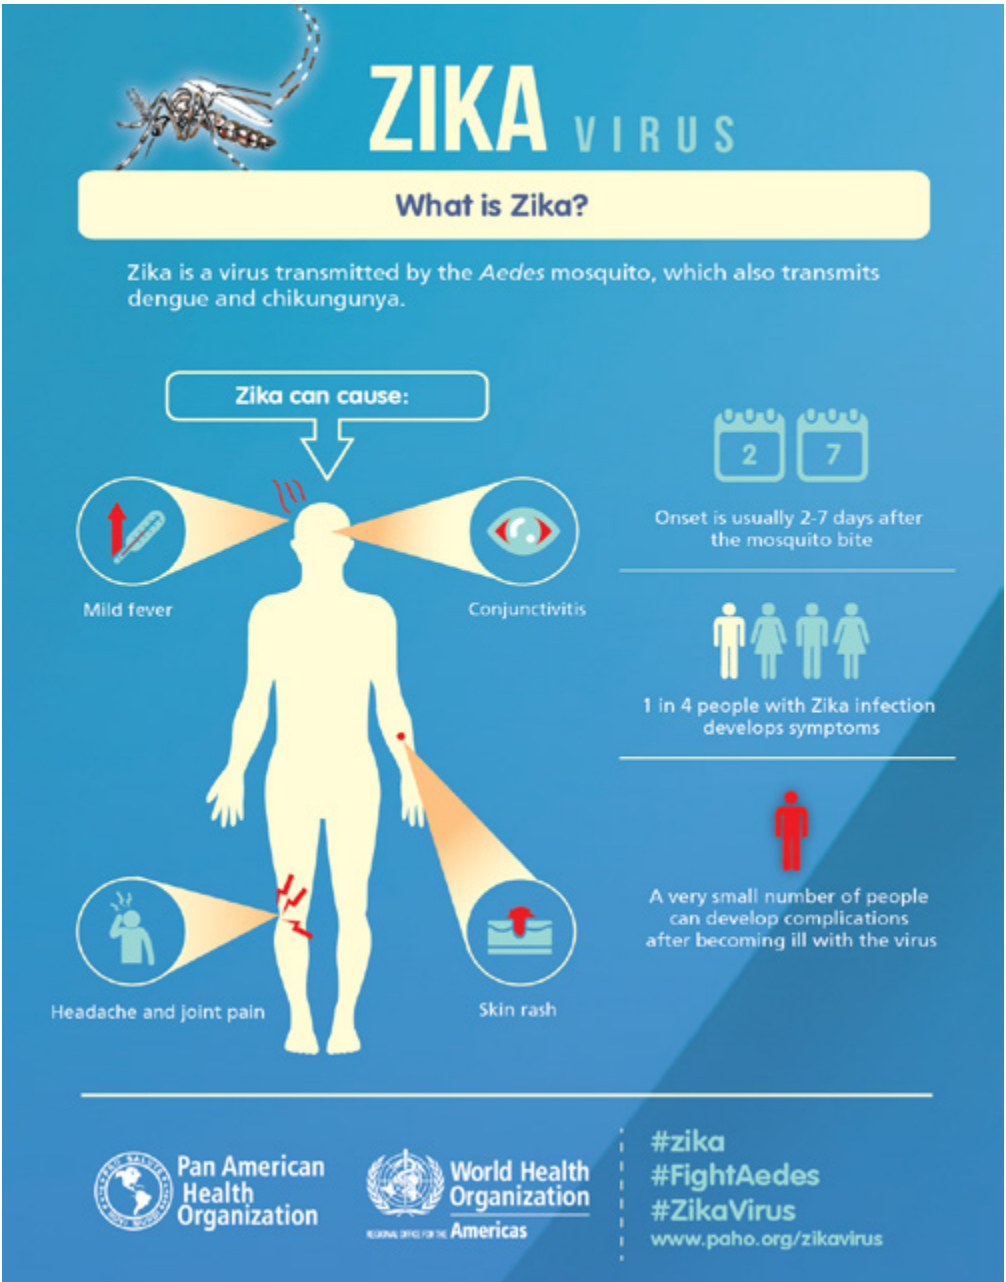 ZIKA VIRUS
What is Zika?
Zika is a virus transmitted by the Aedes mosquito, which also transmits
dengue and chikungunya.
Zika can cause:
Mild fever
Conjunctivitis
Headache and joint pain
Skin rash
2 7
Onset is usually 2-7 days after
the mosquito bite
1 in 4 people with Zika infection
develops symptoms
A very small number of people
can develop complications
after becoming ill with the virus
Pan American
Health
Organization
World Health
Organization
REGIONAL OFFICE FOR THE Americas
#zika
#FightAedes
#ZikaVirus
www.paho.org/zikavirus